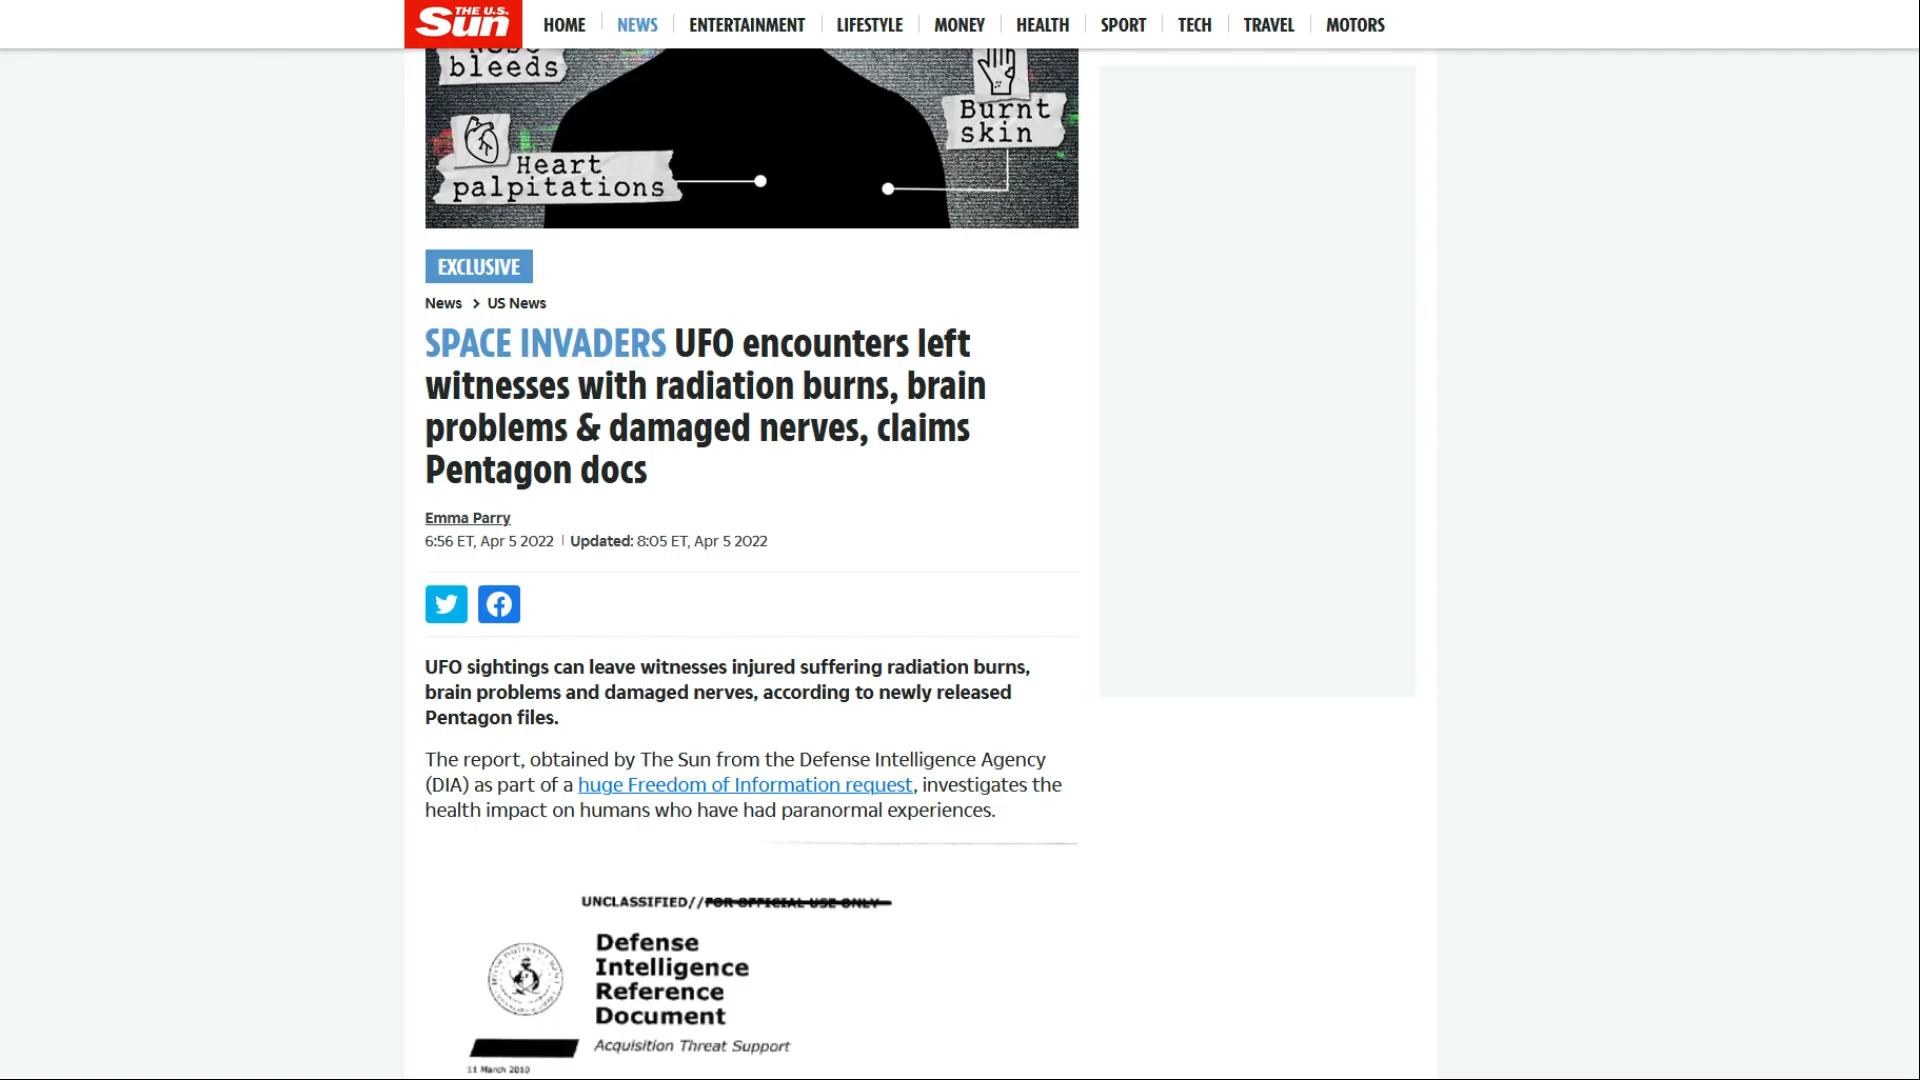 THE U.S.
Sun
HOME
NEWS
ENTERTAINMENT
LIFESTYLE
MONEY
HEALTH
SPORT
TECH
TRAVEL
MOTORS
bleeds
Burnt
skin
Heart
palpitations
EXCLUSIVE
News > US News
SPACE INVADERS UFO encounters left
witnesses with radiation burns, brain
problems & damaged nerves, claims
Pentagon docs
Emma Parry
6:56 ET, Apr 5 2022 | Updated: 8:05 ET, Apr 5 2022
UFO sightings can leave witnesses injured suffering radiation burns,
brain problems and damaged nerves, according to newly released
Pentagon files.
The report, obtained by The Sun from the Defense Intelligence Agency
(DIA) as part of a huge Freedom of Information request, investigates the
health impact on humans who have had paranormal experiences.
UNCLASSIFIED//FOR OFFICIAL USE ONLY
Defense
Intelligence
Reference
Document
Acquisition Threat Support
11 March 2010